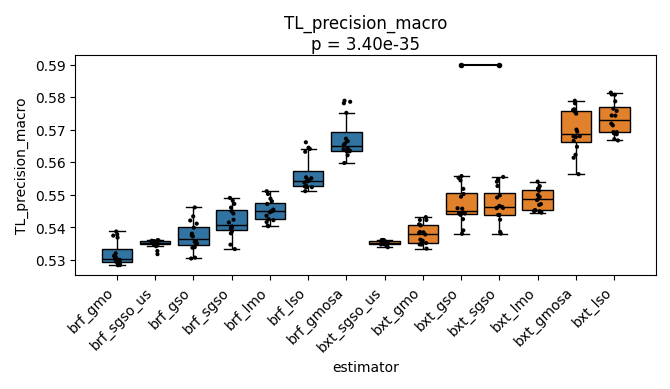 TL_precision_macro
p = 3.40e-35
TL_precision_macro
0.59
0.58
0.57
0.56
0.55
0.54
0.53
brf_gmo
brf_sgso_us
brf_gso
brf_sgso
brf_lmo
brf_lso
brf_gmosa
bxt_sgso_us
bxt_gmo
bxt_gso
bxt_sgso
bxt_lmo
bxt_gmosa
bxt_lso
estimator